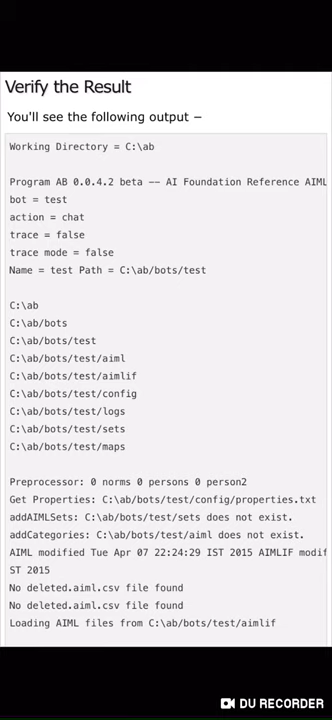 Verify the Result
You'll see the following output −
Working Directory = C:\ab
Program AB 0.0.4.2 beta -- AI Foundation Reference AIML
bot = test
action = chat
trace = false
trace mode = false
Name = test Path = C:\ab/bots/test
C:\ab
C:\ab/bots
C:\ab/bots/test
C:\ab/bots/test/aiml
C:\ab/bots/test/aimlif
C:\ab/bots/test/config
C:\ab/bots/test/logs
C:\ab/bots/test/sets
C:\ab/bots/test/maps
Preprocessor: 0 norms 0 persons 0 person2
Get Properties: C:\ab/bots/test/config/properties.txt
addAIMLSets: C:\ab/bots/test/sets does not exist.
addCategories: C:\ab/bots/test/aiml does not exist.
AIML modified Tue Apr 07 22:24:29 IST 2015 AIMLIF modif
ST 2015
No deleted.aiml.csv file found
No deleted.aiml.csv file found
Loading AIML files from C:\ab/bots/test/aimlif
DU RECORDER